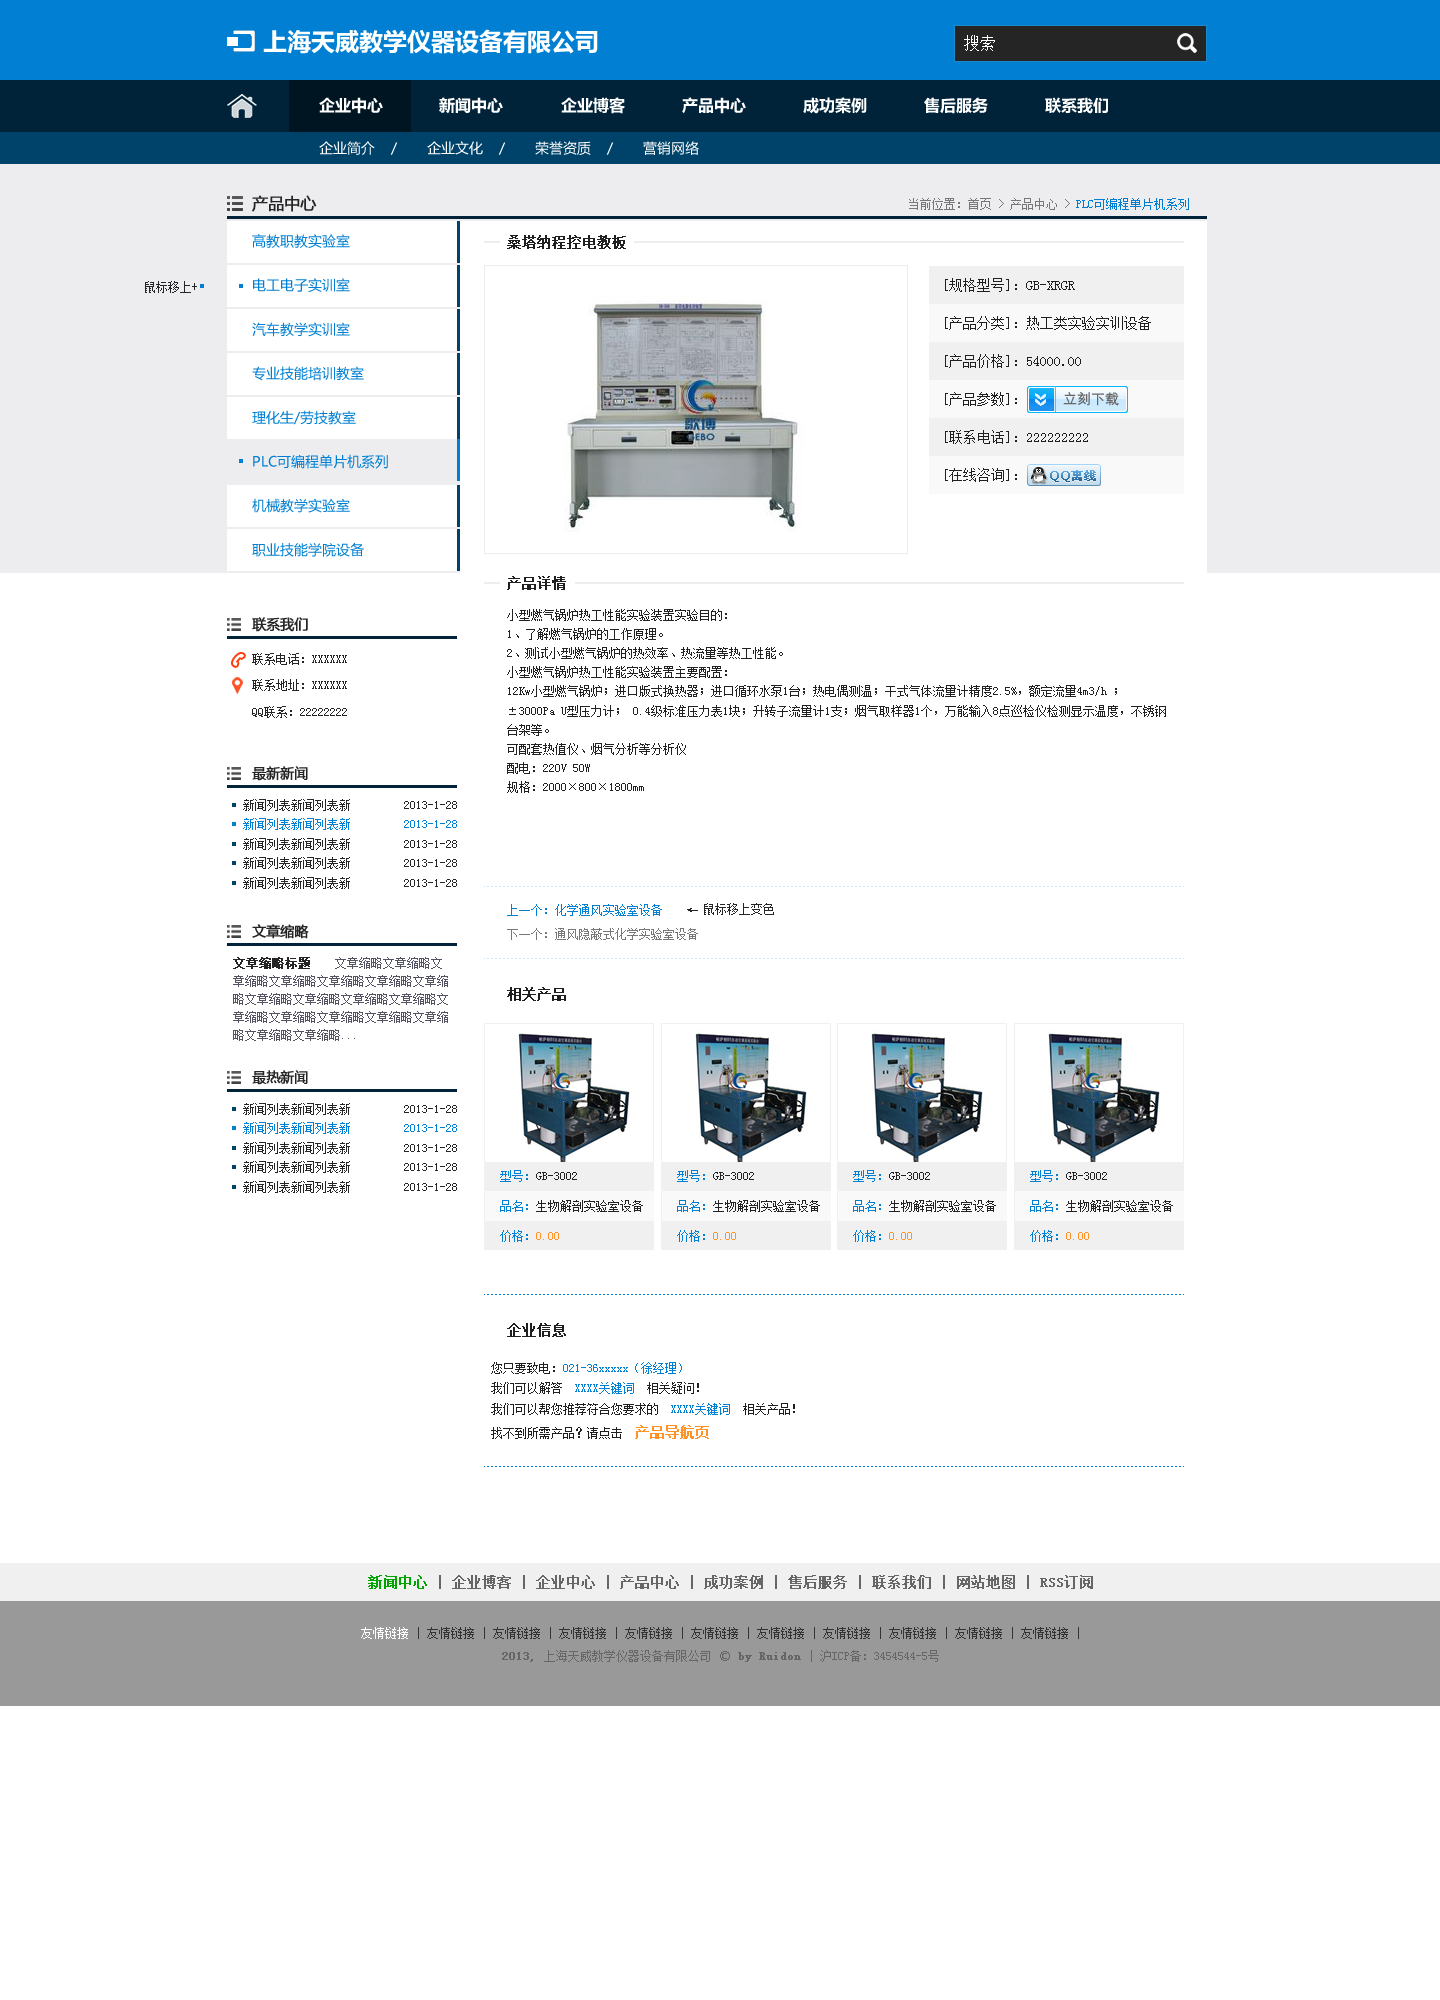 上海天威教学仪器设备有限公司
搜索
企业中心 新闻中心 企业博客 产品中心 成功案例 售后服务 联系我们
企业简介 / 企业文化 / 荣誉资质 / 营销网络
产品中心
当前位置：首页 > 产品中心 > PLC可编程单片机系列
高教职教实验室
鼠标移上+
电工电子实训室
汽车教学实训室
专业技能培训教室
理化生/劳技教室
PLC可编程单片机系列
机械教学实验室
职业技能学院设备
桑塔纳程控电教板
歌博
GEBO
[规格型号]：GB-XRGR
[产品分类]：热工类实验实训设备
[产品价格]：54000.00
[产品参数]：立刻下载
[联系电话]：222222222
[在线咨询]：QQ离线
联系我们
联系电话：XXXXXX
联系地址：XXXXXX
QQ联系：22222222
最新新闻
新闻列表新闻列表新 2013-1-28
新闻列表新闻列表新 2013-1-28
新闻列表新闻列表新 2013-1-28
新闻列表新闻列表新 2013-1-28
新闻列表新闻列表新 2013-1-28
文章缩略
文章缩略标题 文章缩略文章缩略文
章缩略文章缩略文章缩略文章缩略文章缩
略文章缩略文章缩略文章缩略文章缩略文
章缩略文章缩略文章缩略文章缩略文章缩
略文章缩略文章缩略...
最热新闻
新闻列表新闻列表新 2013-1-28
新闻列表新闻列表新 2013-1-28
新闻列表新闻列表新 2013-1-28
新闻列表新闻列表新 2013-1-28
新闻列表新闻列表新 2013-1-28
产品详情
小型燃气锅炉热工性能实验装置实验目的：
1、了解燃气锅炉的工作原理。
2、测试小型燃气锅炉的热效率、热流量等热工性能。
小型燃气锅炉热工性能实验装置主要配置：
12Kw小型燃气锅炉；进口版式换热器；进口循环水泵1台；热电偶测温；干式气体流量计精度2.5%，额定流量4m3/h ；
±3000Pa U型压力计； 0.4级标准压力表1块；升转子流量计1支；烟气取样器1个，万能输入8点巡检仪检测显示温度，不锈钢
台架等。
可配套热值仪、烟气分析等分析仪
配电：220V 50W
规格：2000×800×1800mm
上一个：化学通风实验室设备 ← 鼠标移上变色
下一个：通风隐蔽式化学实验室设备
相关产品
型号：GB-3002 型号：GB-3002 型号：GB-3002 型号：GB-3002
品名：生物解剖实验室设备 品名：生物解剖实验室设备 品名：生物解剖实验室设备 品名：生物解剖实验室设备
价格：0.00 价格：0.00 价格：0.00 价格：0.00
企业信息
您只要致电：021-36xxxxx（徐经理）
我们可以解答 XXXX关键词 相关疑问！
我们可以帮您推荐符合您要求的 XXXX关键词 相关产品！
找不到所需产品？请点击 产品导航页
新闻中心 | 企业博客 | 企业中心 | 产品中心 | 成功案例 | 售后服务 | 联系我们 | 网站地图 | RSS订阅
友情链接 | 友情链接 | 友情链接 | 友情链接 | 友情链接 | 友情链接 | 友情链接 | 友情链接 | 友情链接 | 友情链接 | 友情链接 |
2013, 上海天威教学仪器设备有限公司 © by Ruidon | 沪ICP备：3454544-5号